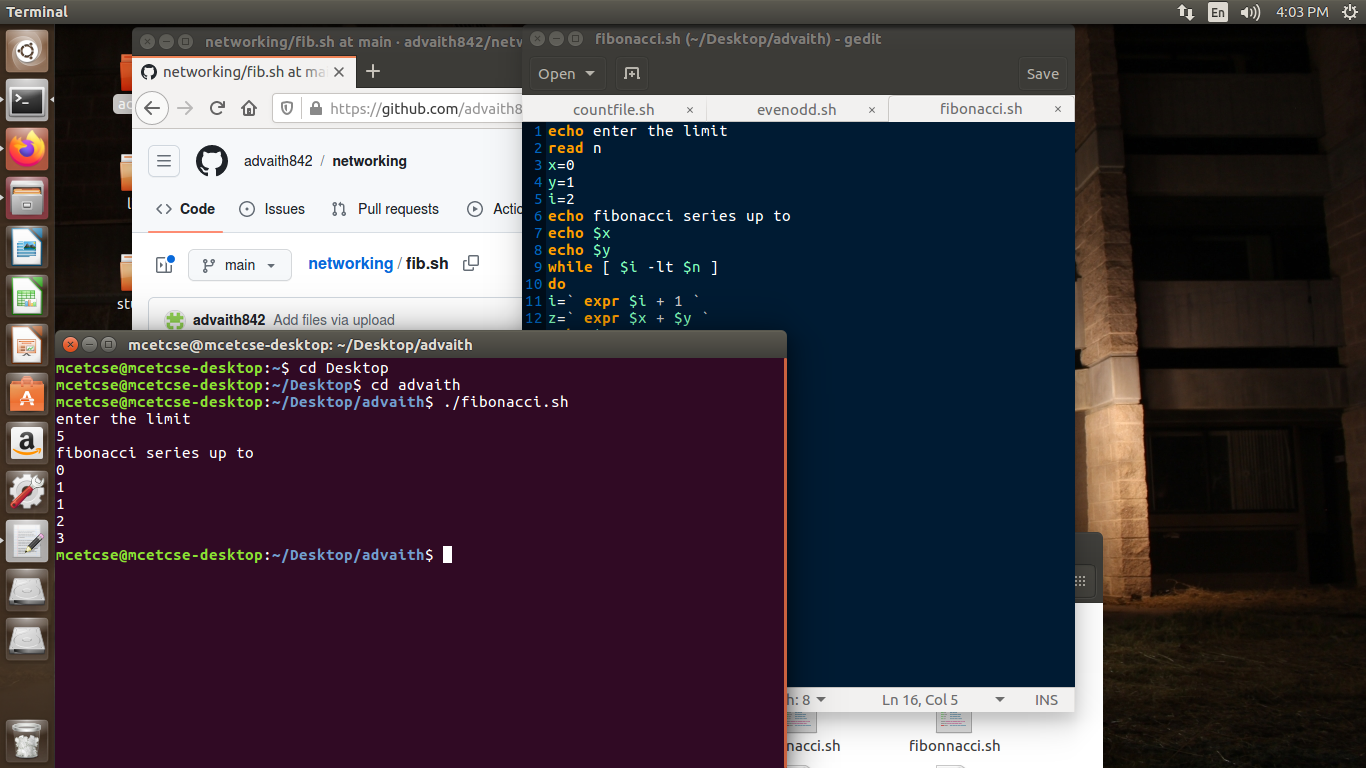 Terminal
En
4:03 PM
networking/fib.sh at main · advaith842/netw
networking/fib.sh at ma
https://github.com/advaith8
advaith842 / networking
Code
Issues
Pull requests
Actio
main
networking / fib.sh
advaith842 Add files via upload
fibonacci.sh (~/Desktop/advaith) - gedit
Open
Save
countfile.sh ×
evenodd.sh ×
fibonacci.sh ×
1 echo enter the limit
2 read n
3 x=0
4 y=1
5 i=2
6 echo fibonacci series up to
7 echo $x
8 echo $y
9 while [ $i -lt $n ]
10 do
11 i=` expr $i + 1 `
12 z=` expr $x + $y `
mcetcse@mcetcse-desktop: ~/Desktop/advaith
mcetcse@mcetcse-desktop:~$ cd Desktop
mcetcse@mcetcse-desktop:~/Desktop$ cd advaith
mcetcse@mcetcse-desktop:~/Desktop/advaith$ ./fibonacci.sh
enter the limit
5
fibonacci series up to
0
1
1
2
3
mcetcse@mcetcse-desktop:~/Desktop/advaith$
h: 8
Ln 16, Col 5
INS
nacci.sh
fibonnacci.sh